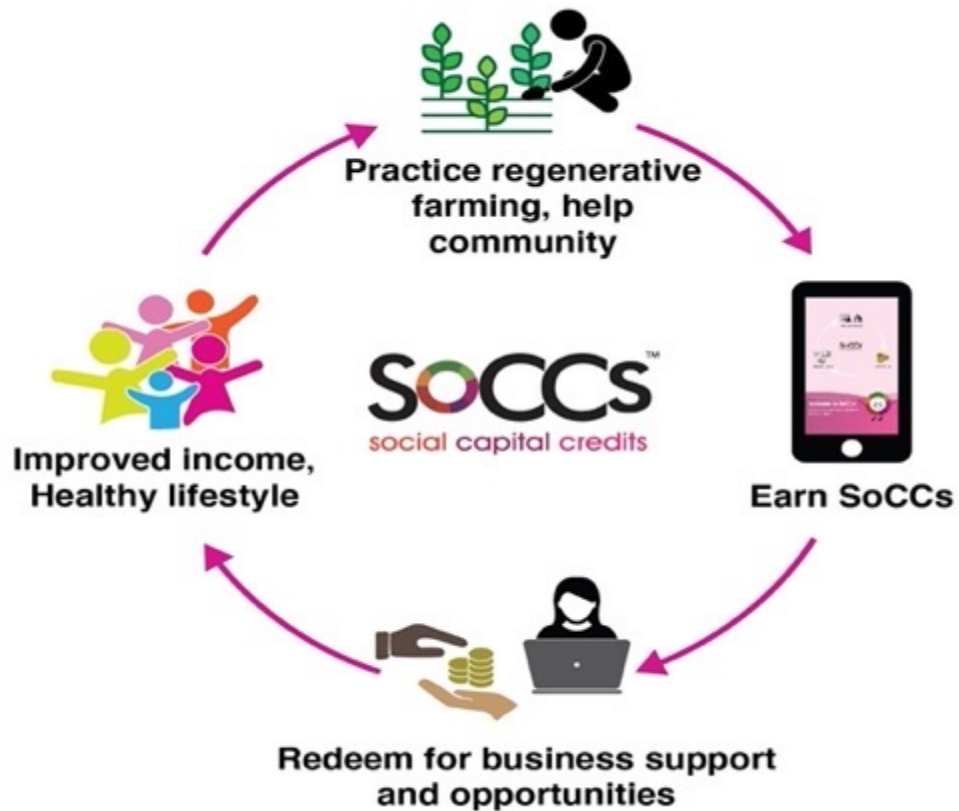 Practice regenerative
farming, help
community
Earn SoCCs
Redeem for business support
and opportunities
Improved income,
Healthy lifestyle
SoCCs™
social capital credits